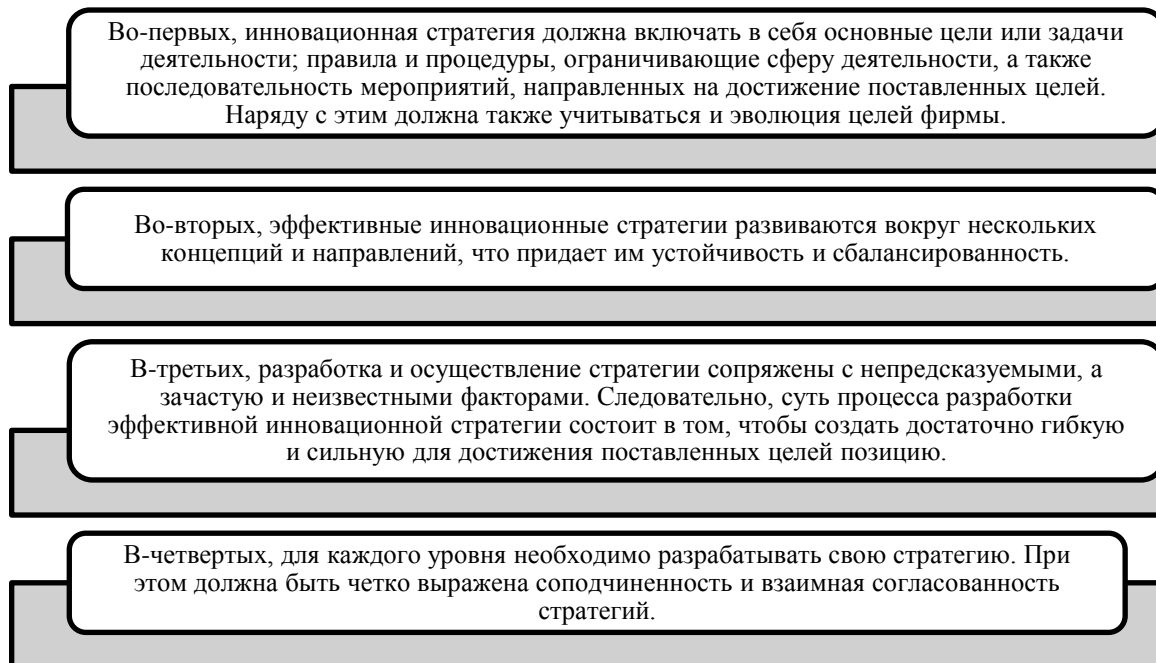 Во-первых, инновационная стратегия должна включать в себя основные цели или задачи
деятельности; правила и процедуры, ограничивающие сферу деятельности, а также
последовательность мероприятий, направленных на достижение поставленных целей.
Наряду с этим должна также учитываться и эволюция целей фирмы.
Во-вторых, эффективные инновационные стратегии развиваются вокруг нескольких
концепций и направлений, что придает им устойчивость и сбалансированность.
В-третьих, разработка и осуществление стратегии сопряжены с непредсказуемыми, а
зачастую и неизвестными факторами. Следовательно, суть процесса разработки
эффективной инновационной стратегии состоит в том, чтобы создать достаточно гибкую
и сильную для достижения поставленных целей позицию.
В-четвертых, для каждого уровня необходимо разрабатывать свою стратегию. При
этом должна быть четко выражена соподчиненность и взаимная согласованность
стратегий.